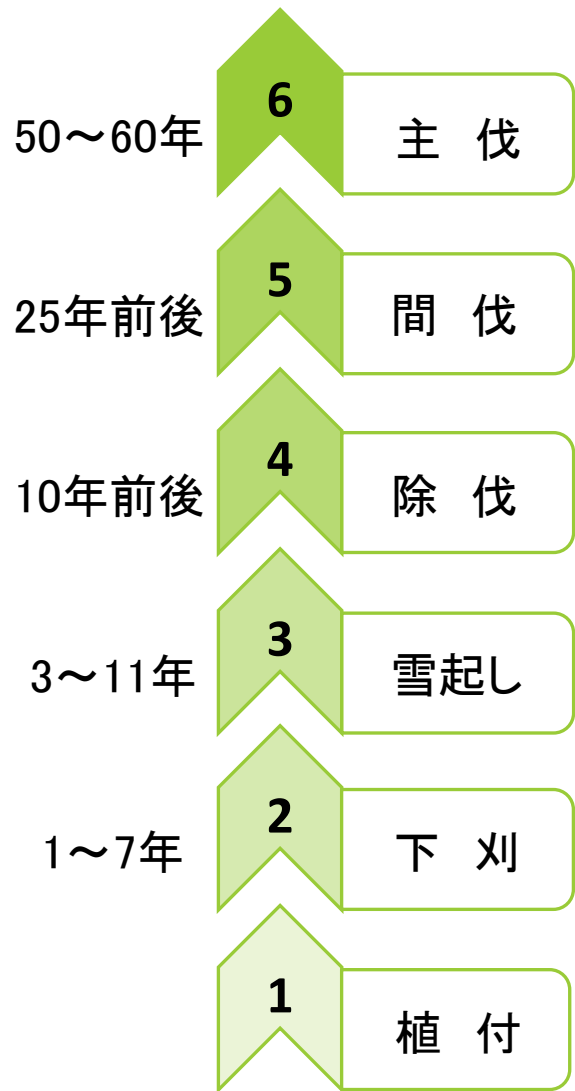 50～60年 6 主 伐
25年前後 5 間 伐
10年前後 4 除 伐
3～11年 3 雪起し
1～7年 2 下 刈
1 植 付